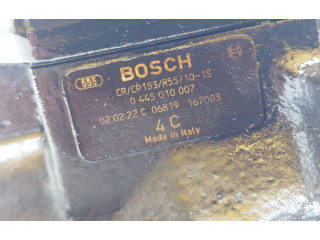 BOSCH
CR/CP1S3/R55/10-1S
0 445 010 007
02.02.22 C 06819 167003
4 C
Made in Italy